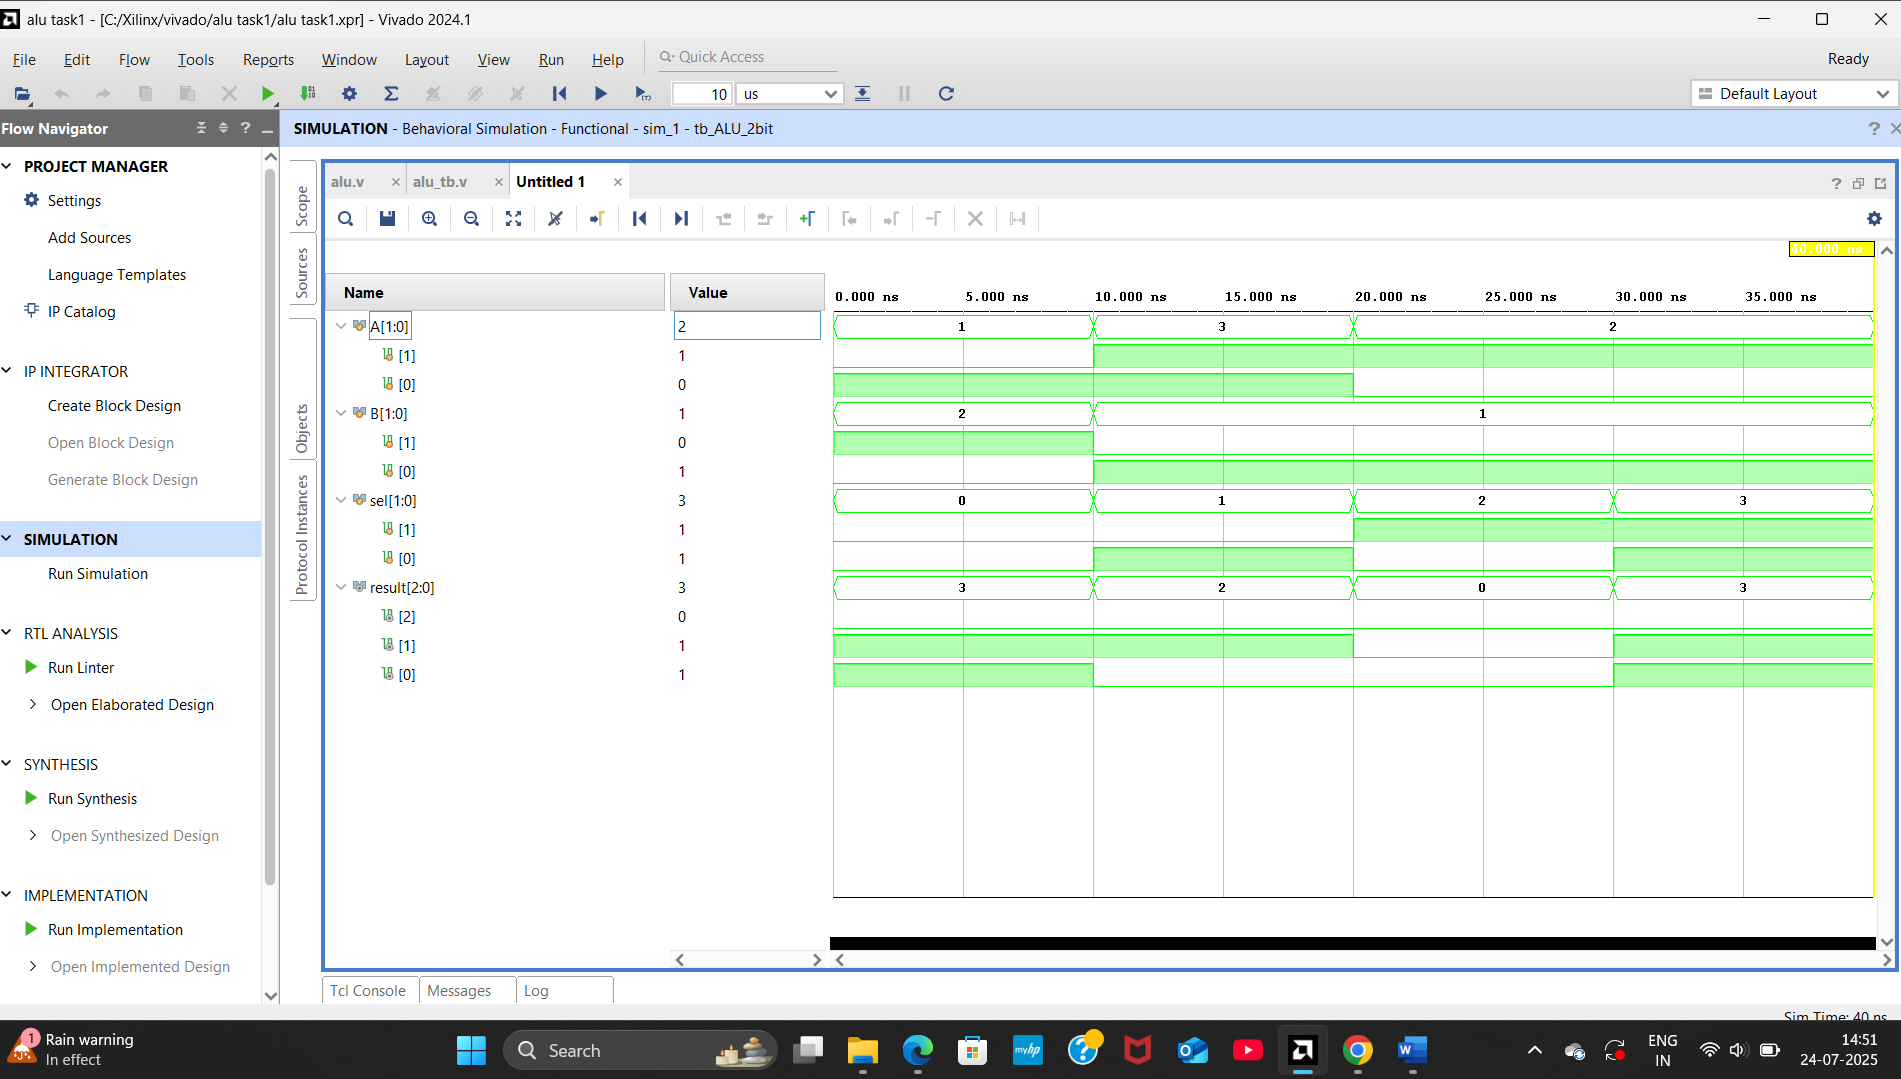 alu task1 - [C:/Xilinx/vivado/alu task1/alu task1.xpr] - Vivado 2024.1
File Edit Flow Tools Reports Window Layout View Run Help Quick Access Ready
10 us Default Layout
Flow Navigator
SIMULATION - Behavioral Simulation - Functional - sim_1 - tb_ALU_2bit
PROJECT MANAGER
Settings
Add Sources
Language Templates
IP Catalog
IP INTEGRATOR
Create Block Design
Open Block Design
Generate Block Design
SIMULATION
Run Simulation
RTL ANALYSIS
Run Linter
Open Elaborated Design
SYNTHESIS
Run Synthesis
Open Synthesized Design
IMPLEMENTATION
Run Implementation
Open Implemented Design
Scope
Sources
Objects
Protocol Instances
alu.v alu_tb.v Untitled 1
40.000 ns
Name Value
0.000 ns 5.000 ns 10.000 ns 15.000 ns 20.000 ns 25.000 ns 30.000 ns 35.000 ns
A[1:0] 2 1 3 2
[1] 1
[0] 0
B[1:0] 1 2 1
[1] 0
[0] 1
sel[1:0] 3 0 1 2 3
[1] 1
[0] 1
result[2:0] 3 3 2 0 3
[2] 0
[1] 1
[0] 1
Tcl Console Messages Log
Sim Time: 40 ns
1
Rain warning
In effect
Search
myhp
ENG
IN
14:51
24-07-2025